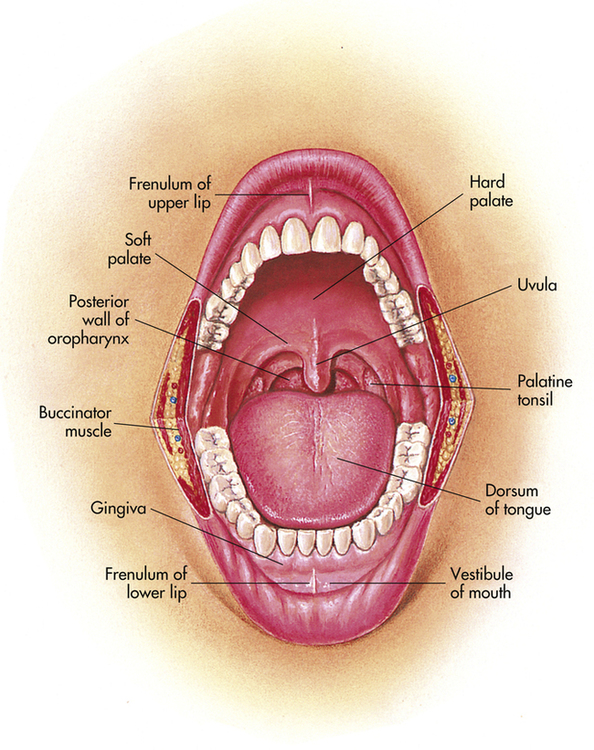 Frenulum of
upper lip
Hard
palate
Soft
palate
Uvula
Posterior
wall of
oropharynx
Palatine
tonsil
Buccinator
muscle
Dorsum
of tongue
Gingiva
Frenulum of
lower lip
Vestibule
of mouth